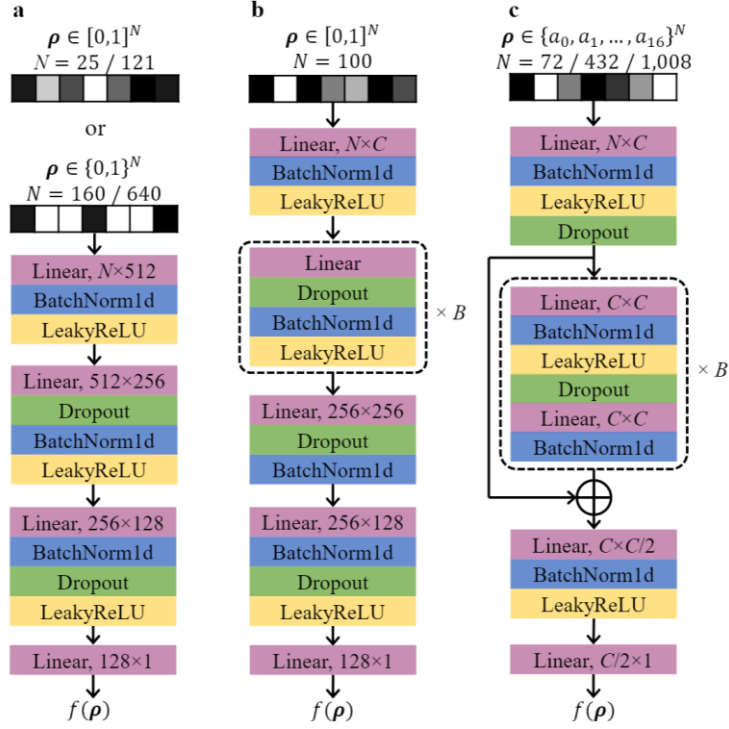 a
ρ ∈ [0,1]^N
N = 25 / 121
or
ρ ∈ {0,1}^N
N = 160 / 640
Linear, N×512
BatchNorm1d
LeakyReLU
Linear, 512×256
Dropout
BatchNorm1d
LeakyReLU
Linear, 256×128
BatchNorm1d
Dropout
LeakyReLU
Linear, 128×1
f(ρ)
b
ρ ∈ [0,1]^N
N = 100
Linear, N×C
BatchNorm1d
LeakyReLU
Linear
Dropout
BatchNorm1d
LeakyReLU
× B
Linear, 256×256
Dropout
BatchNorm1d
Linear, 256×128
BatchNorm1d
Dropout
LeakyReLU
Linear, 128×1
f(ρ)
c
ρ ∈ {a₀, a₁, … , a₁₆}^N
N = 72 / 432 / 1,008
Linear, N×C
BatchNorm1d
LeakyReLU
Dropout
Linear, C×C
BatchNorm1d
LeakyReLU
Dropout
Linear, C×C
BatchNorm1d
× B
Linear, C×C/2
BatchNorm1d
LeakyReLU
Linear, C/2×1
f(ρ)